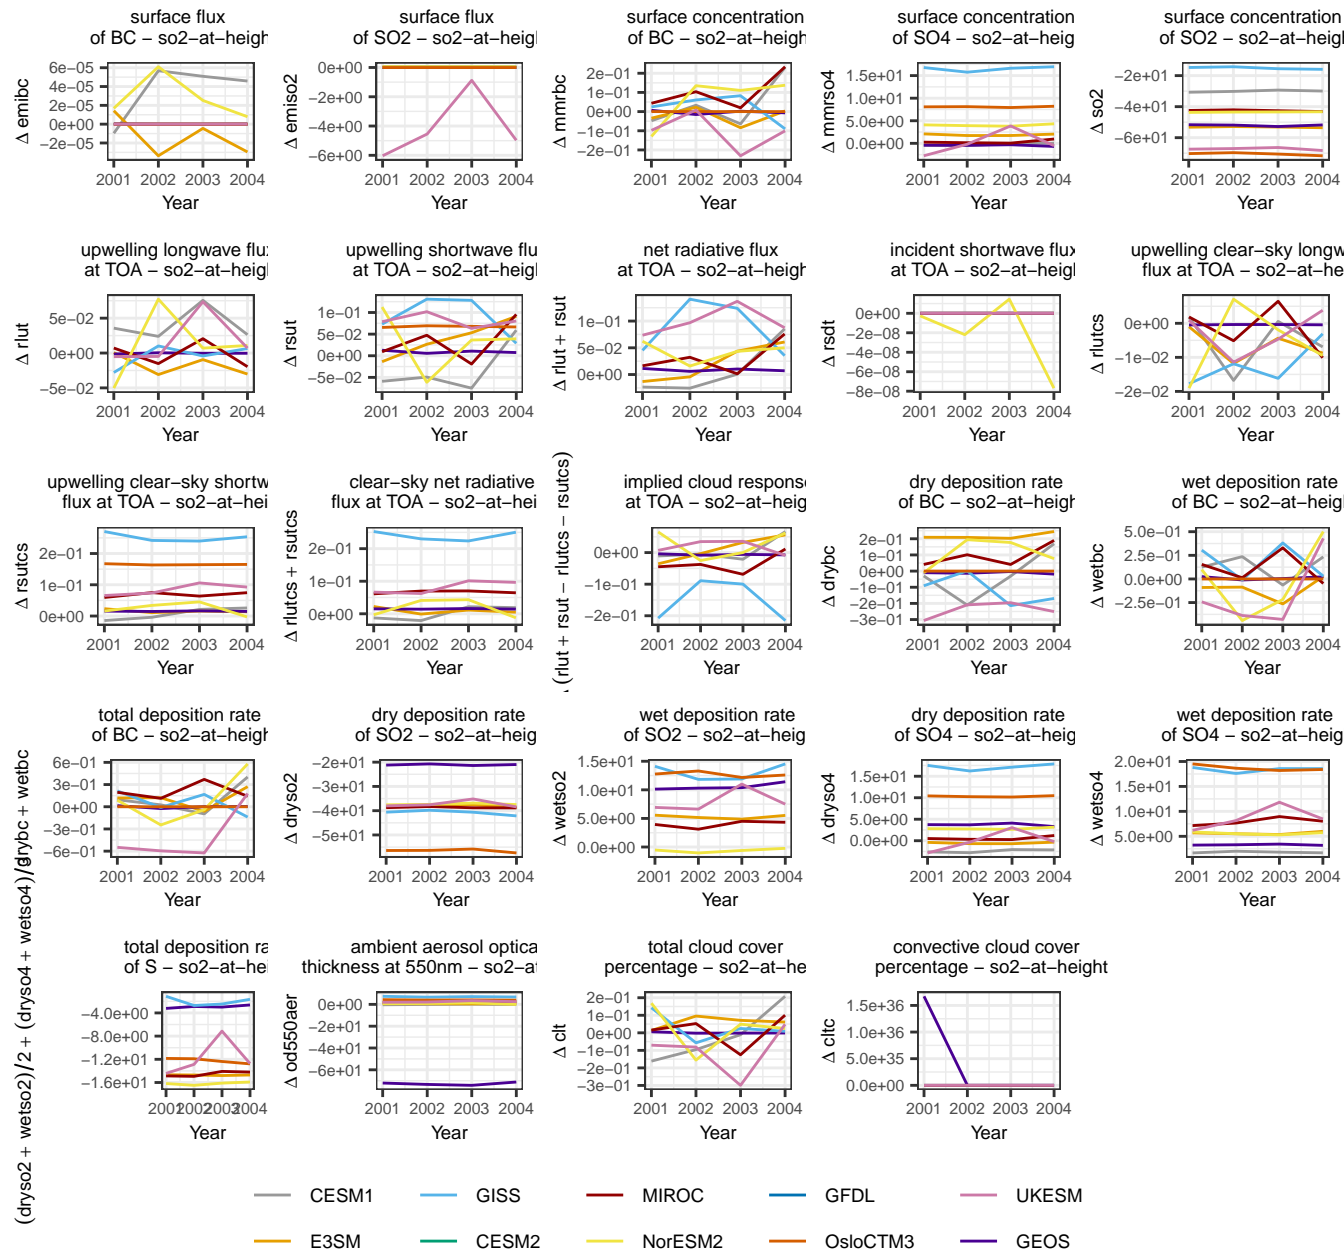 surface flux
of BC − so2−at−heigh
Δ emibc
6e−05
4e−05
2e−05
0e+00
−2e−05
2001 2002 2003 2004
Year
surface flux
of SO2 − so2−at−heigh
Δ emiso2
0e+00
−2e+00
−4e+00
−6e+00
2001 2002 2003 2004
Year
surface concentration
of BC − so2−at−heigh
Δ mmrbc
2e−01
1e−01
0e+00
−1e−01
−2e−01
2001 2002 2003 2004
Year
surface concentration
of SO4 − so2−at−heig
Δ mmrso4
1.5e+01
1.0e+01
5.0e+00
0.0e+00
2001 2002 2003 2004
Year
surface concentration
of SO2 − so2−at−heig
Δ so2
−2e+01
−4e+01
−6e+01
2001 2002 2003 2004
Year
upwelling longwave flu
at TOA − so2−at−heig
Δ rlut
5e−02
0e+00
−5e−02
2001 2002 2003 2004
Year
upwelling shortwave flu
at TOA − so2−at−heig
Δ rsut
1e−01
5e−02
0e+00
−5e−02
2001 2002 2003 2004
Year
net radiative flux
at TOA − so2−at−heigh
Δ rlut + rsut
1e−01
5e−02
0e+00
2001 2002 2003 2004
Year
incident shortwave flux
at TOA − so2−at−heig
Δ rsdt
0e+00
−2e−08
−4e−08
−6e−08
−8e−08
2001 2002 2003 2004
Year
upwelling clear−sky longw
flux at TOA − so2−at−he
Δ rlutcs
0e+00
−1e−02
−2e−02
2001 2002 2003 2004
Year
upwelling clear−sky shortw
flux at TOA − so2−at−hei
Δ rsutcs
2e−01
1e−01
0e+00
2001 2002 2003 2004
Year
clear−sky net radiative
flux at TOA − so2−at−hei
Δ rlutcs + rsutcs
2e−01
1e−01
0e+00
2001 2002 2003 2004
Year
implied cloud response
at TOA − so2−at−heig
(rlut + rsut − rlutcs − rsutcs)
0e+00
−1e−01
−2e−01
2001 2002 2003 2004
Year
dry deposition rate
of BC − so2−at−heigh
Δ drybc
2e−01
1e−01
0e+00
−1e−01
−2e−01
−3e−01
2001 2002 2003 2004
Year
wet deposition rate
of BC − so2−at−heigh
Δ wetbc
5.0e−01
2.5e−01
0.0e+00
−2.5e−01
2001 2002 2003 2004
Year
total deposition rate
of BC − so2−at−heigh
drybc + wetbc
6e−01
3e−01
0e+00
−3e−01
−6e−01
2001 2002 2003 2004
Year
dry deposition rate
of SO2 − so2−at−heig
Δ dryso2
−2e+01
−3e+01
−4e+01
−5e+01
2001 2002 2003 2004
Year
wet deposition rate
of SO2 − so2−at−heig
Δ wetso2
1.5e+01
1.0e+01
5.0e+00
0.0e+00
2001 2002 2003 2004
Year
dry deposition rate
of SO4 − so2−at−heig
Δ dryso4
1.5e+01
1.0e+01
5.0e+00
0.0e+00
2001 2002 2003 2004
Year
wet deposition rate
of SO4 − so2−at−heig
Δ wetso4
2.0e+01
1.5e+01
1.0e+01
5.0e+00
2001 2002 2003 2004
Year
total deposition ra
of S − so2−at−hei
(dryso2 + wetso2)/2 + (dryso4 + wetso4)/
−4.0e+00
−8.0e+00
−1.2e+01
−1.6e+01
2001 2002 2003 2004
Year
ambient aerosol optica
thickness at 550nm − so2−at
Δ od550aer
0e+00
−2e+01
−4e+01
−6e+01
2001 2002 2003 2004
Year
total cloud cover
percentage − so2−at−he
Δ clt
2e−01
1e−01
0e+00
−1e−01
−2e−01
−3e−01
2001 2002 2003 2004
Year
convective cloud cover
percentage − so2−at−height
Δ cltc
1.5e+36
1.0e+36
5.0e+35
0.0e+00
2001 2002 2003 2004
Year
CESM1 GISS MIROC GFDL UKESM
E3SM CESM2 NorESM2 OsloCTM3 GEOS